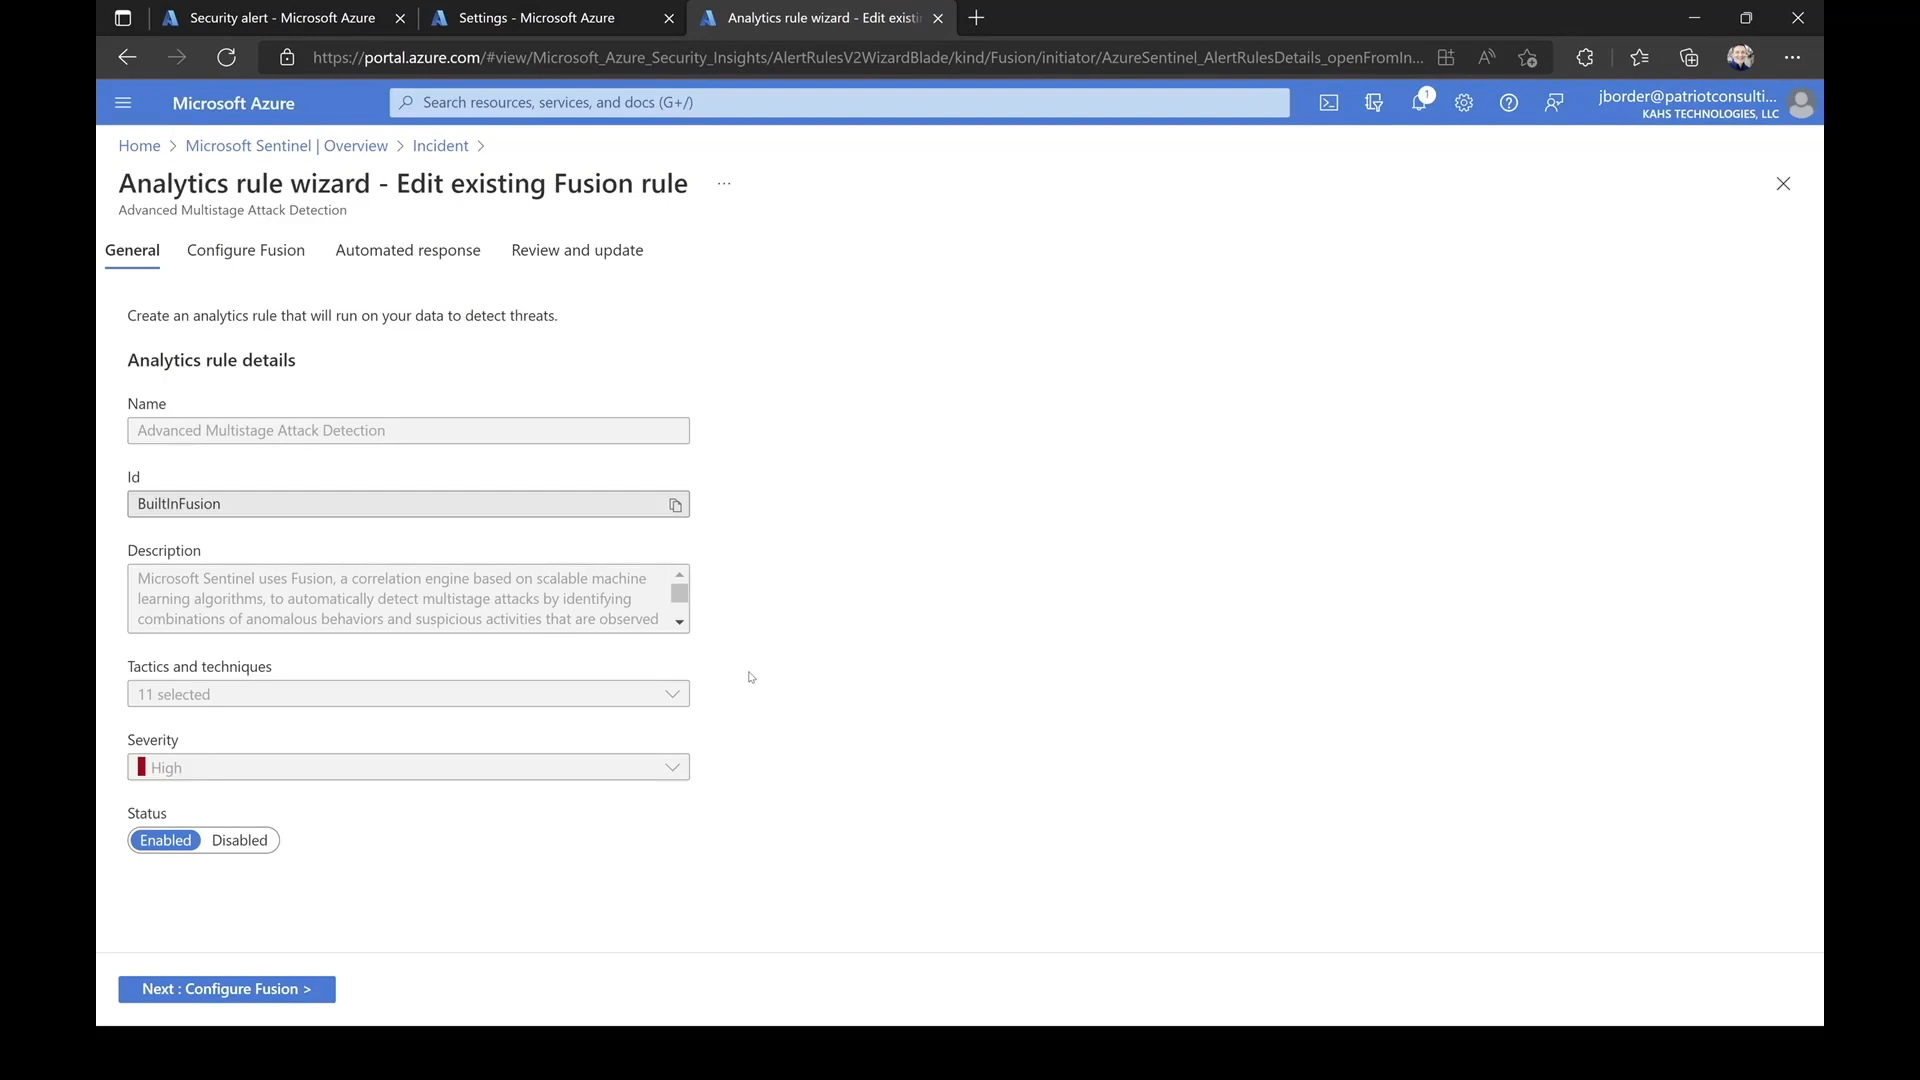 Security alert - Microsoft Azure
Settings - Microsoft Azure
Analytics rule wizard - Edit existi
https://portal.azure.com/#view/Microsoft_Azure_Security_Insights/AlertRulesV2WizardBlade/kind/Fusion/initiator/AzureSentinel_AlertRulesDetails_openFromIn...
Microsoft Azure
Search resources, services, and docs (G+/)
1
jborder@patriotconsulti...
KAHS TECHNOLOGIES, LLC
Home > Microsoft Sentinel | Overview > Incident >
Analytics rule wizard - Edit existing Fusion rule ...
Advanced Multistage Attack Detection
General Configure Fusion Automated response Review and update
Create an analytics rule that will run on your data to detect threats.
Analytics rule details
Name
Advanced Multistage Attack Detection
Id
BuiltInFusion
Description
Microsoft Sentinel uses Fusion, a correlation engine based on scalable machine
learning algorithms, to automatically detect multistage attacks by identifying
combinations of anomalous behaviors and suspicious activities that are observed
Tactics and techniques
11 selected
Severity
High
Status
Enabled Disabled
Next : Configure Fusion >